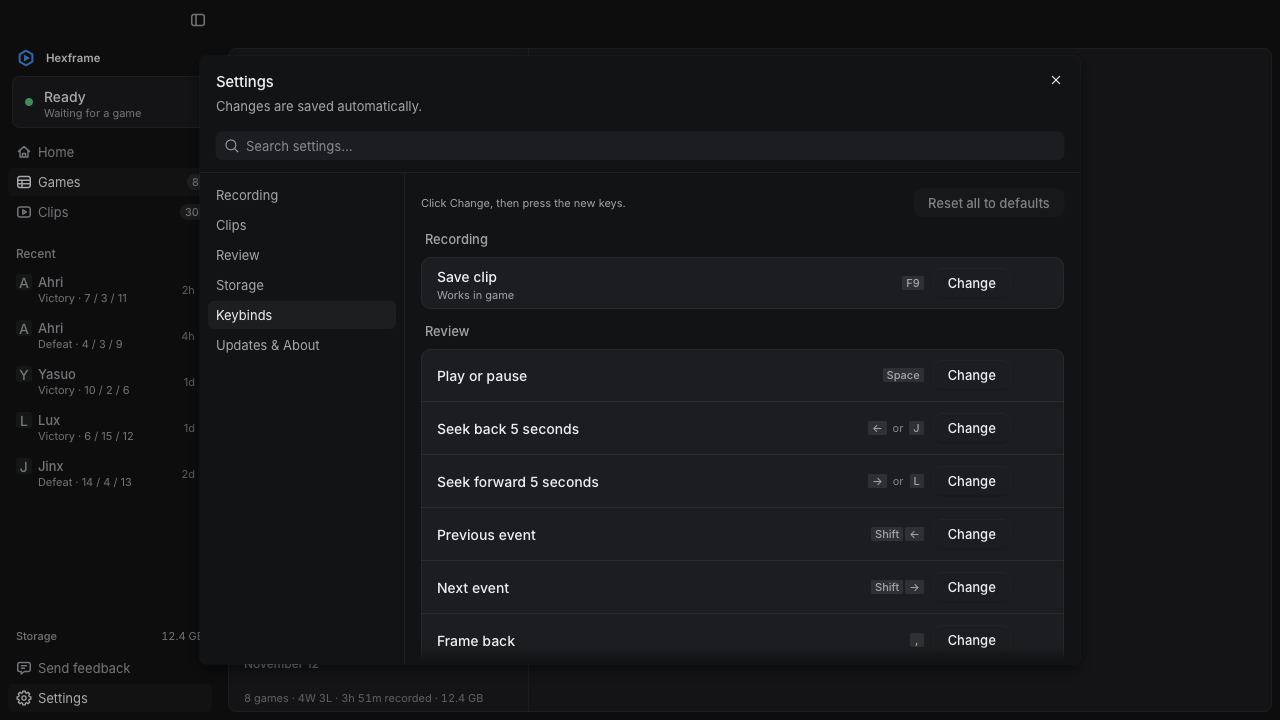 Hexframe
Ready
Waiting for a game
Home
Games 8
Clips 30
Recent
A Ahri
Victory · 7 / 3 / 11 2h
A Ahri
Defeat · 4 / 3 / 9 4h
Y Yasuo
Victory · 10 / 2 / 6 1d
L Lux
Victory · 6 / 15 / 12 1d
J Jinx
Defeat · 14 / 4 / 13 2d
Storage 12.4 GB
Send feedback
Settings
Settings
Changes are saved automatically.
Search settings...
Recording
Clips
Review
Storage
Keybinds
Updates & About
Click Change, then press the new keys.
Reset all to defaults
Recording
Save clip
Works in game
F9 Change
Review
Play or pause Space Change
Seek back 5 seconds ← or J Change
Seek forward 5 seconds → or L Change
Previous event Shift ← Change
Next event Shift → Change
Frame back , Change
November 12
8 games · 4W 3L · 3h 51m recorded · 12.4 GB